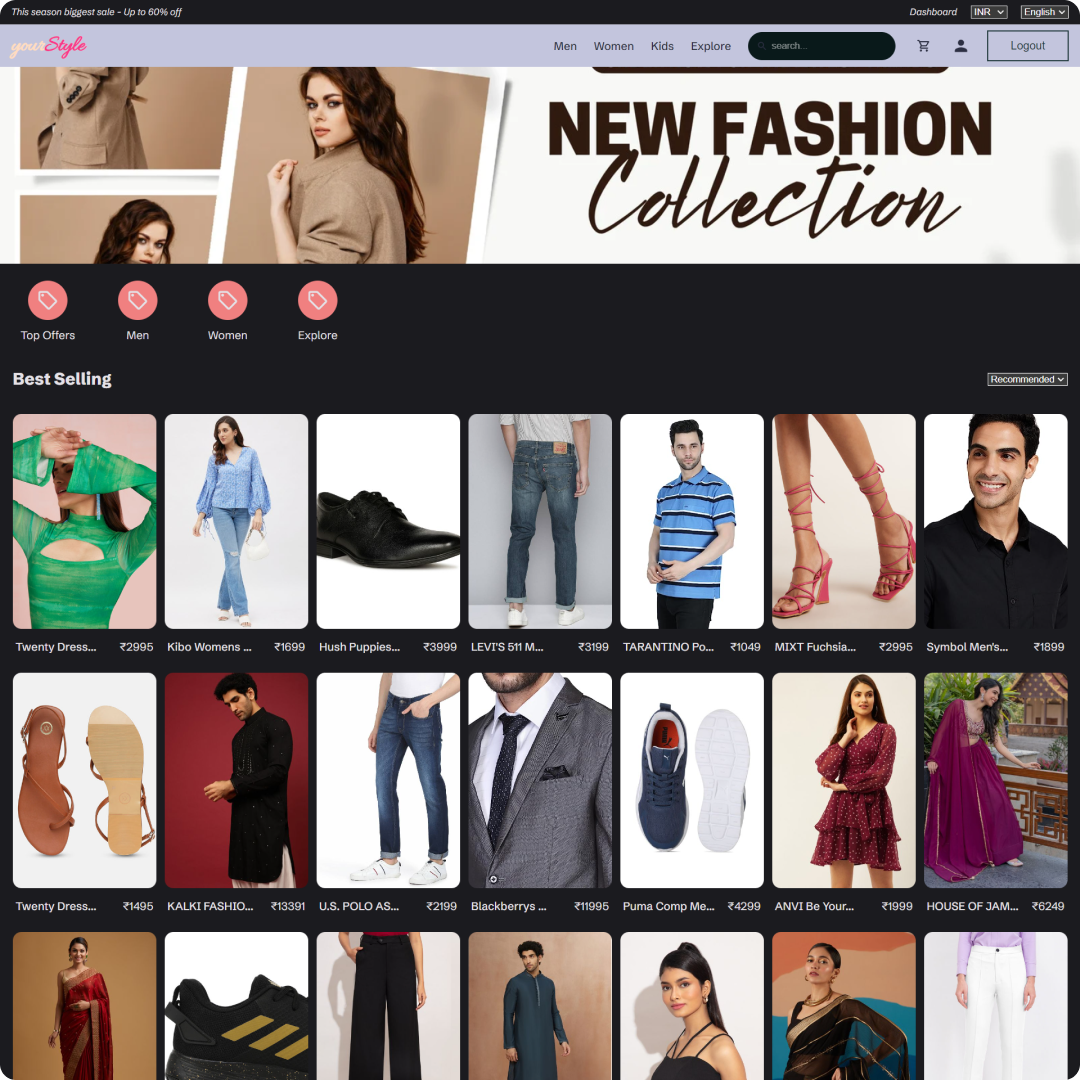 This season biggest sale - Up to 60% off
Dashboard INR English
yourStyle Men Women Kids Explore search... Logout
NEW FASHION
Collection
Top Offers Men Women Explore
Best Selling Recommended
Twenty Dress... ₹2995 Kibo Womens ... ₹1699 Hush Puppies... ₹3999 LEVI'S 511 M... ₹3199 TARANTINO Po... ₹1049 MIXT Fuchsia... ₹2995 Symbol Men's... ₹1899
Twenty Dress... ₹1495 KALKI FASHIO... ₹13391 U.S. POLO AS... ₹2199 Blackberrys ... ₹11995 Puma Comp Me... ₹4299 ANVI Be Your... ₹1999 HOUSE OF JAM... ₹6249